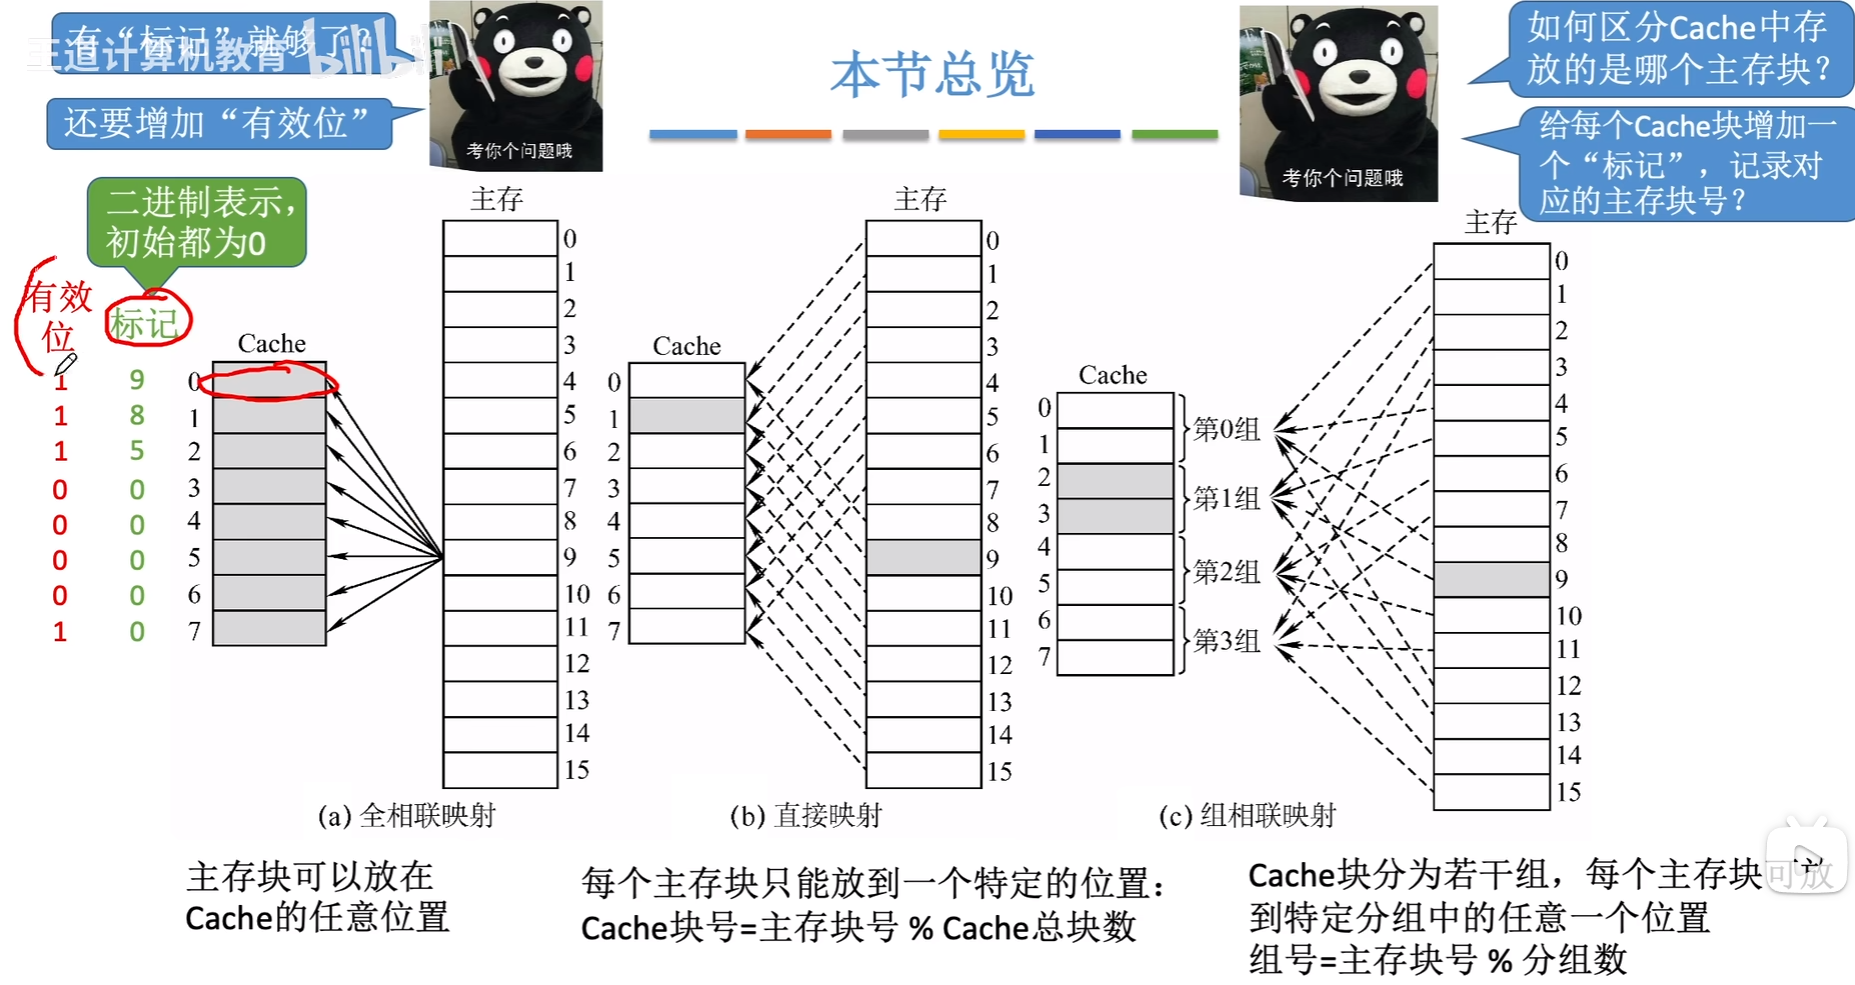 有“标记”就够了？
王道计算机教育 bilibili
还要增加“有效位”
考你个问题哦
本节总览
考你个问题哦
如何区分Cache中存
放的是哪个主存块？
给每个Cache块增加一
个“标记”，记录对
应的主存块号？
二进制表示，
初始都为0
有效
位
标记
1 9
1 8
1 5
0 0
0 0
0 0
0 0
1 0
Cache
0
1
2
3
4
5
6
7
主存
0
1
2
3
4
5
6
7
8
9
10
11
12
13
14
15
(a) 全相联映射
主存块可以放在
Cache的任意位置
Cache
0
1
2
3
4
5
6
7
主存
0
1
2
3
4
5
6
7
8
9
10
11
12
13
14
15
(b) 直接映射
每个主存块只能放到一个特定的位置：
Cache块号=主存块号 % Cache总块数
Cache
0
1
2
3
4
5
6
7
第0组
第1组
第2组
第3组
主存
0
1
2
3
4
5
6
7
8
9
10
11
12
13
14
15
(c) 组相联映射
Cache块分为若干组，每个主存块可放
到特定分组中的任意一个位置
组号=主存块号 % 分组数